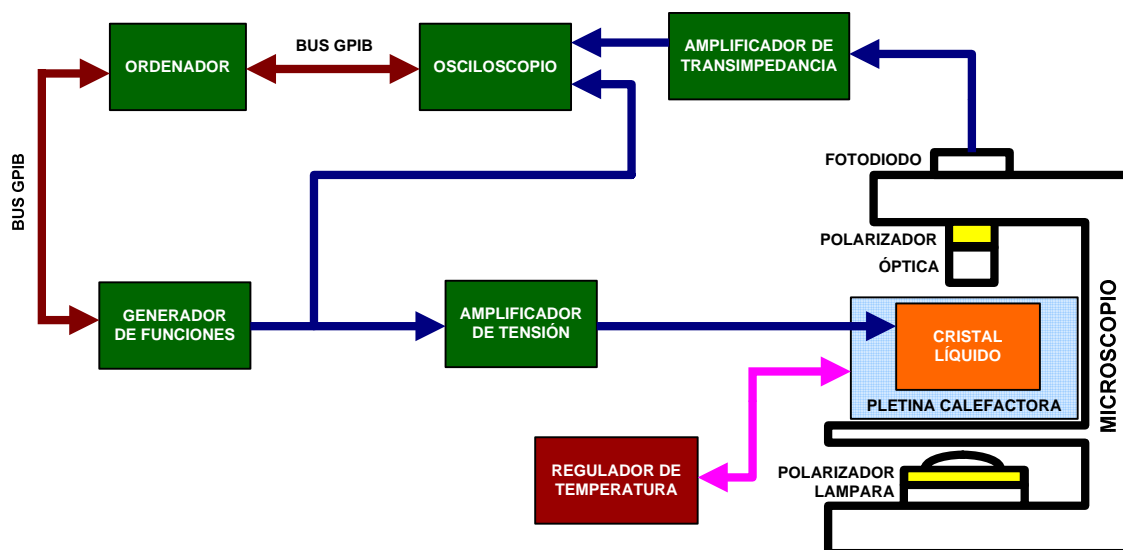 BUS GPIB
ORDENADOR
OSCILOSCOPIO
AMPLIFICADOR DE
TRANSIMPEDANCIA
BUS GPIB
FOTODIODO
POLARIZADOR
ÓPTICA
GENERADOR
DE FUNCIONES
AMPLIFICADOR
DE TENSIÓN
CRISTAL
LÍQUIDO
PLETINA CALEFACTORA
MICROSCOPIO
REGULADOR DE
TEMPERATURA
POLARIZADOR
LAMPARA